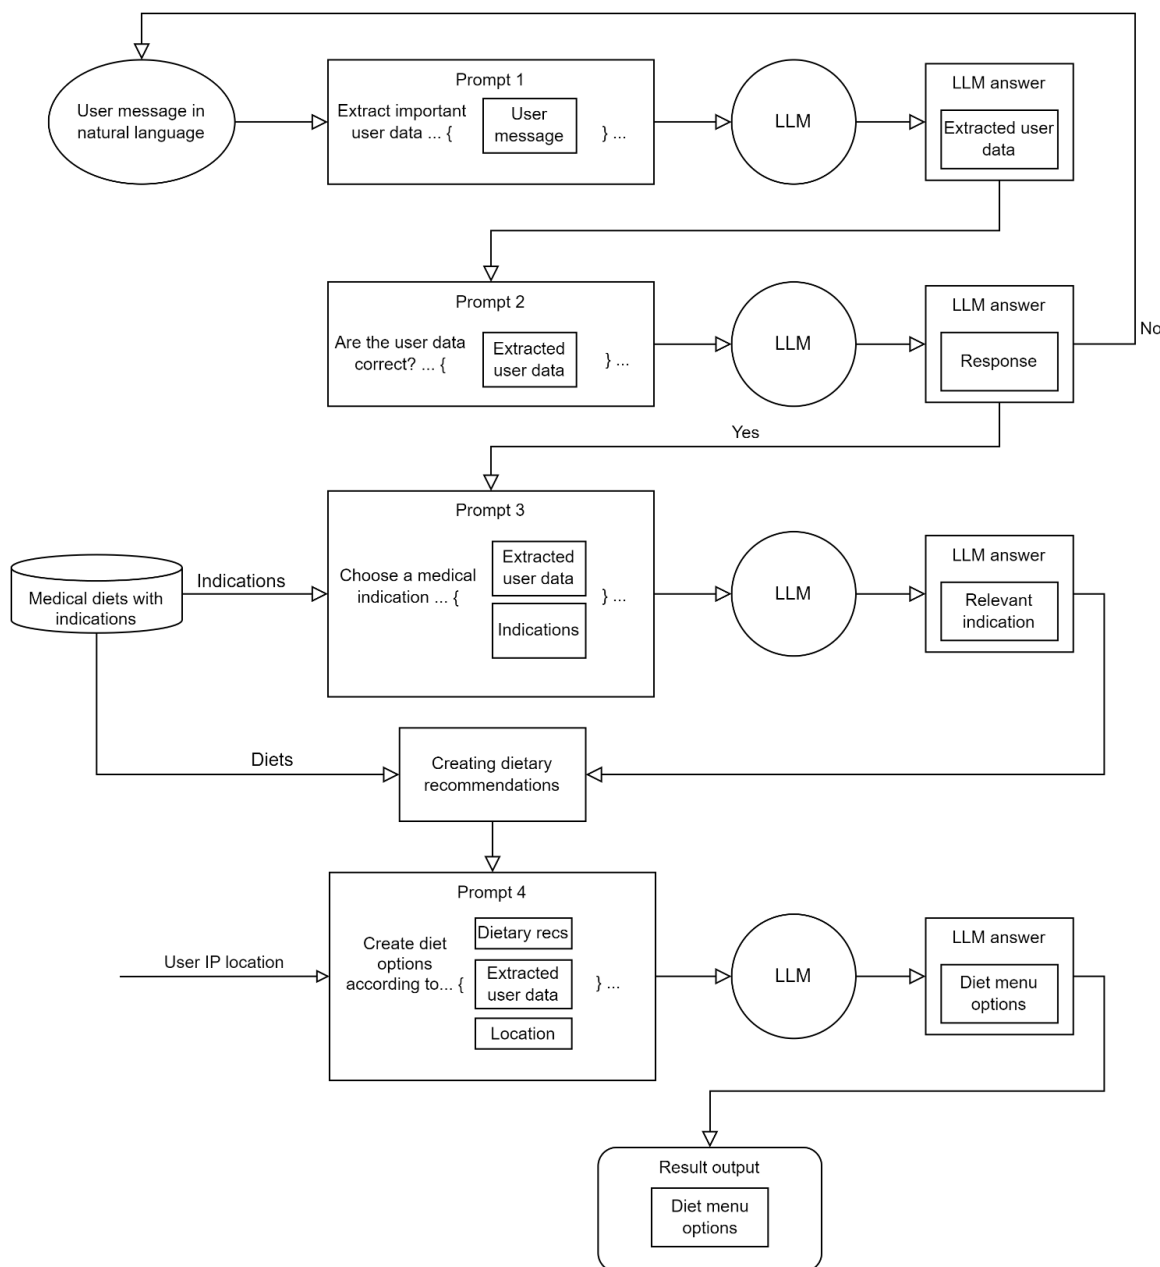 User message in
natural language
Prompt 1
Extract important
user data ... {
User
message
} ...
LLM
LLM answer
Extracted user
data
Prompt 2
Are the user data
correct? ... {
Extracted
user data
} ...
LLM
LLM answer
Response
No
Yes
Prompt 3
Medical diets with
indications
Indications
Choose a medical
indication ... {
Extracted
user data
Indications
} ...
LLM
LLM answer
Relevant
indication
Diets
Creating dietary
recommendations
Prompt 4
User IP location
Create diet
options
according to... {
Dietary recs
Extracted
user data
Location
} ...
LLM
LLM answer
Diet menu
options
Result output
Diet menu
options